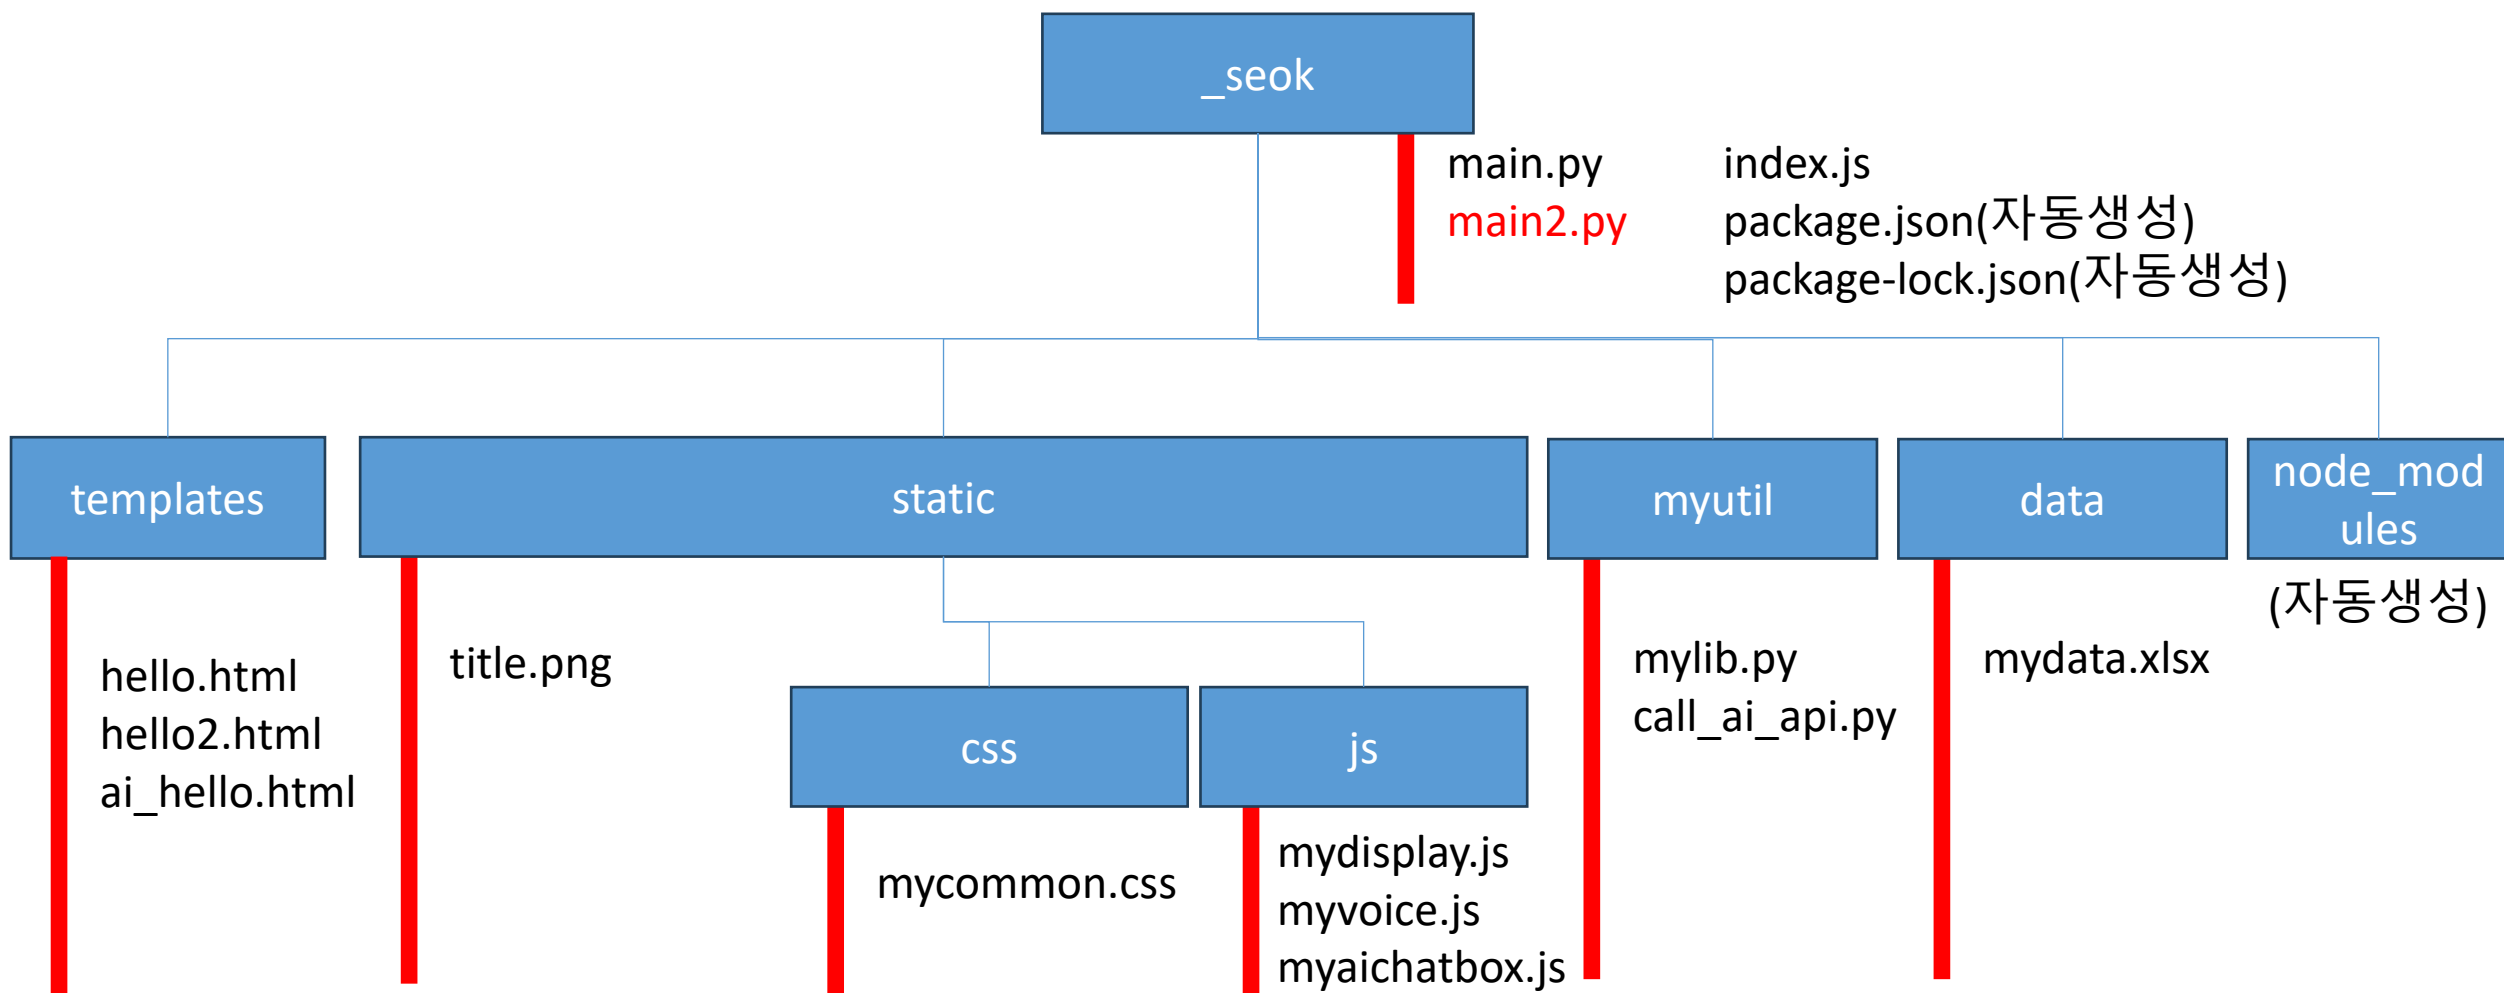 _seok
main.py
main2.py
index.js
package.json(자동생성)
package-lock.json(자동생성)
templates
static
myutil
data
node_mod
ules
(자동생성)
hello.html
hello2.html
ai_hello.html
title.png
css
js
mycommon.css
mydisplay.js
myvoice.js
myaichatbox.js
mylib.py
call_ai_api.py
mydata.xlsx